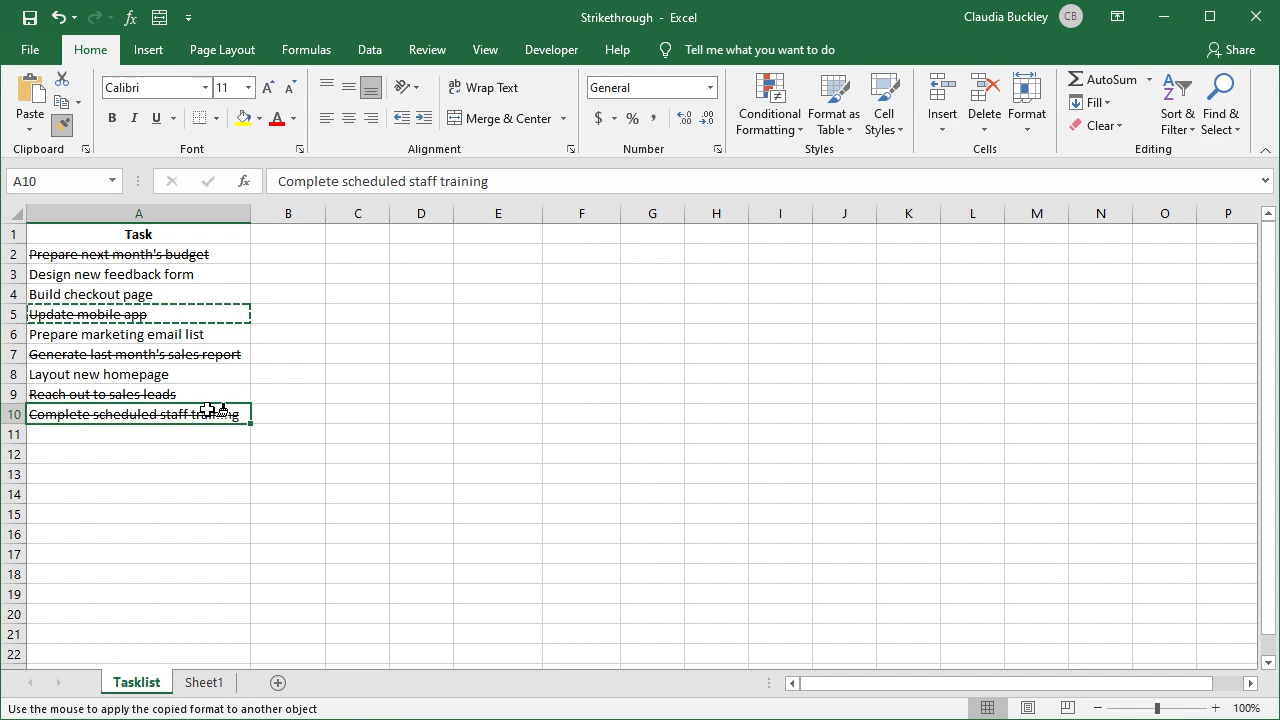 Strikethrough - Excel
Claudia Buckley CB
File Home Insert Page Layout Formulas Data Review View Developer Help Tell me what you want to do Share
Calibri 11 Wrap Text General AutoSum
Paste B I U Merge & Center $ % Conditional Formatting Format as Table Cell Styles Insert Delete Format Fill Clear Sort & Filter Find & Select
Clipboard Font Alignment Number Styles Cells Editing
A10 fx Complete scheduled staff training
A B C D E F G H I J K L M N O P
1 Task
2 Prepare next month's budget
3 Design new feedback form
4 Build checkout page
5 Update mobile app
6 Prepare marketing email list
7 Generate last month's sales report
8 Layout new homepage
9 Reach out to sales leads
10 Complete scheduled staff training
11
12
13
14
15
16
17
18
19
20
21
22
Tasklist Sheet1
Use the mouse to apply the copied format to another object 100%